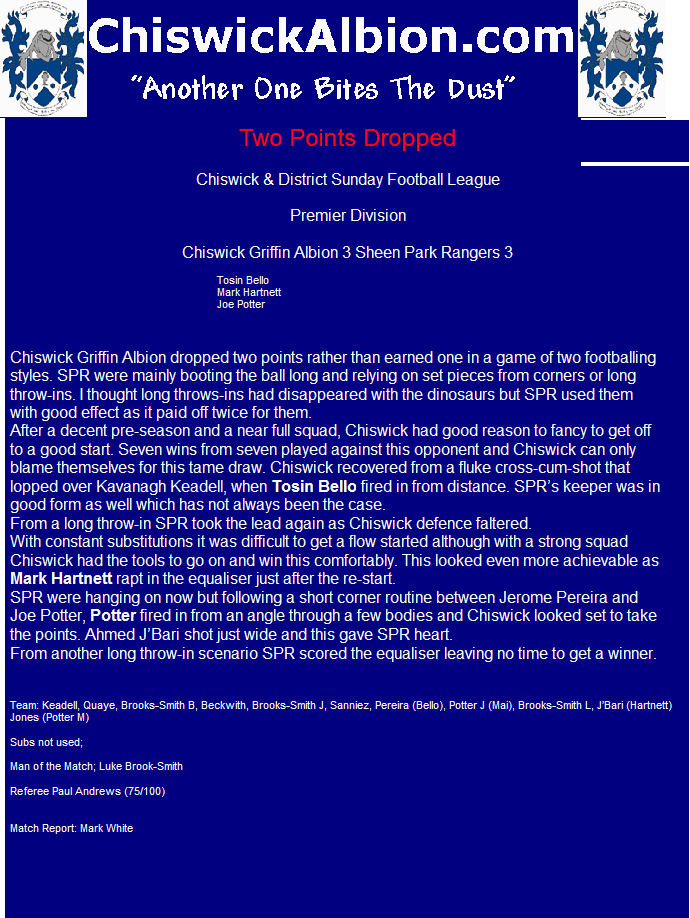 ChiswickAlbion.com
"Another One Bites The Dust"
Two Points Dropped
Chiswick & District Sunday Football League
Premier Division
Chiswick Griffin Albion 3 Sheen Park Rangers 3
Tosin Bello
Mark Hartnett
Joe Potter
Chiswick Griffin Albion dropped two points rather than earned one in a game of two footballing
styles. SPR were mainly booting the ball long and relying on set pieces from corners or long
throw-ins. I thought long throws-ins had disappeared with the dinosaurs but SPR used them
with good effect as it paid off twice for them.
After a decent pre-season and a near full squad, Chiswick had good reason to fancy to get off
to a good start. Seven wins from seven played against this opponent and Chiswick can only
blame themselves for this tame draw. Chiswick recovered from a fluke cross-cum-shot that
lopped over Kavanagh Keadell, when Tosin Bello fired in from distance. SPR's keeper was in
good form as well which has not always been the case.
From a long throw-in SPR took the lead again as Chiswick defence faltered.
With constant substitutions it was difficult to get a flow started although with a strong squad
Chiswick had the tools to go on and win this comfortably. This looked even more achievable as
Mark Hartnett rapt in the equaliser just after the re-start.
SPR were hanging on now but following a short corner routine between Jerome Pereira and
Joe Potter, Potter fired in from an angle through a few bodies and Chiswick looked set to take
the points. Ahmed J'Bari shot just wide and this gave SPR heart.
From another long throw-in scenario SPR scored the equaliser leaving no time to get a winner.
Team: Keadell, Quaye, Brooks-Smith B, Beckwith, Brooks-Smith J, Sanniez, Pereira (Bello), Potter J (Mai), Brooks-Smith L, J'Bari (Hartnett)
Jones (Potter M)
Subs not used;
Man of the Match; Luke Brook-Smith
Referee Paul Andrews (75/100)
Match Report: Mark White